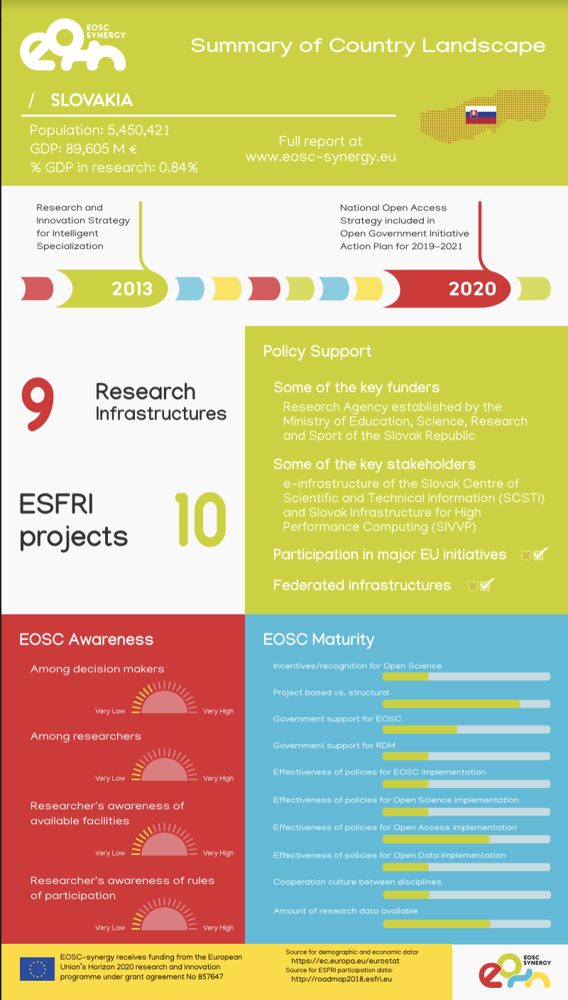 EOSC
SYNERGY
Summary of Country Landscape
/ SLOVAKIA
Population: 5,450,421
GDP: 89,605 M €
% GDP in research: 0.84%
Full report at
www.eosc-synergy.eu
Research and
Innovation Strategy
for Intelligent
Specialization
National Open Access
Strategy included in
Open Government Initiative
Action Plan for 2019-2021
2013
2020
9
Research
Infrastructures
ESFRI
projects
10
Policy Support
Some of the key funders
Research Agency established by the
Ministry of Education, Science, Research
and Sport of the Slovak Republic
Some of the key stakeholders
e-infrastructure of the Slovak Centre of
Scientific and Technical Information (SCSTI)
and Slovak Infrastructure for High
Performance Computing (SIVVP)
Participation in major EU initiatives
Federated infrastructures
EOSC Awareness
Among decision makers
Very Low
Very High
Among researchers
Very Low
Very High
Researcher's awareness of
available facilities
Very Low
Very High
Researcher's awareness of rules
of participation
Very Low
Very High
EOSC Maturity
Incentives/recognition for Open Science
Project based vs. structural
Government support for EOSC
Government support for RDM
Effectiveness of policies for EOSC implementation
Effectiveness of policies for Open Science implementation
Effectiveness of policies for Open Access implementation
Effectiveness of policies for Open Data implementation
Cooperation culture between disciplines
Amount of research data available
EOSC-synergy receives funding from the European
Union's Horizon 2020 research and innovation
programme under grant agreement No 857647
Source for demographic and economic data:
https://ec.europa.eu/eurostat
Source for ESFRI participation data:
http://roadmap2018.esfri.eu
EOSC
SYNERGY